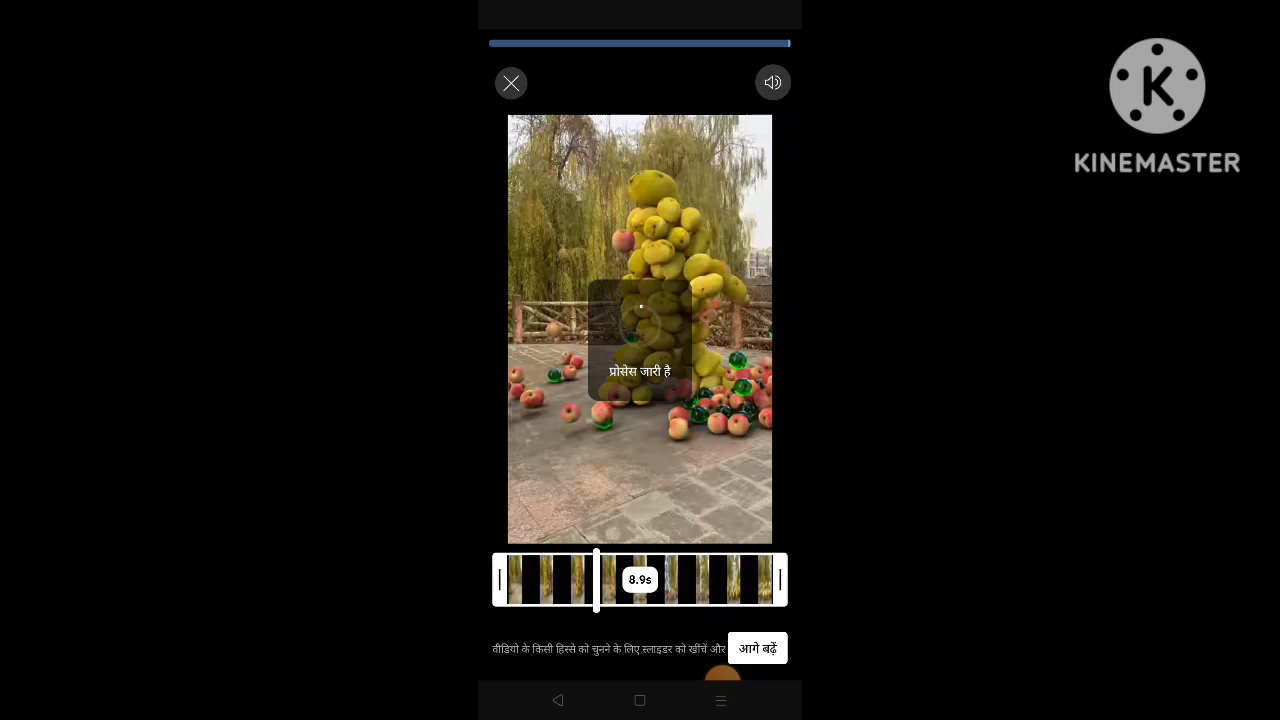 KINEMASTER
प्रोसेस जारी है
8.9s
वीडियो के किसी हिस्से को चुनने के लिए स्लाइडर को खींचें और
आगे बढ़ें